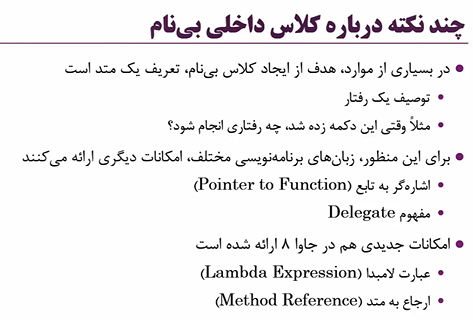 چند نکته درباره کلاس داخلی بی‌نام
در بسیاری از موارد، هدف از ایجاد کلاس بی‌نام، تعریف یک متد است
توصیف یک رفتار
مثلاً وقتی این دکمه زده شد، چه رفتاری انجام شود؟
برای این منظور، زبان‌های برنامه‌نویسی مختلف، امکانات دیگری ارائه می‌کنند
اشاره‌گر به تابع (Pointer to Function)
مفهوم Delegate
امکانات جدیدی هم در جاوا ۸ ارائه شده است
عبارت لامبدا (Lambda Expression)
ارجاع به متد (Method Reference)